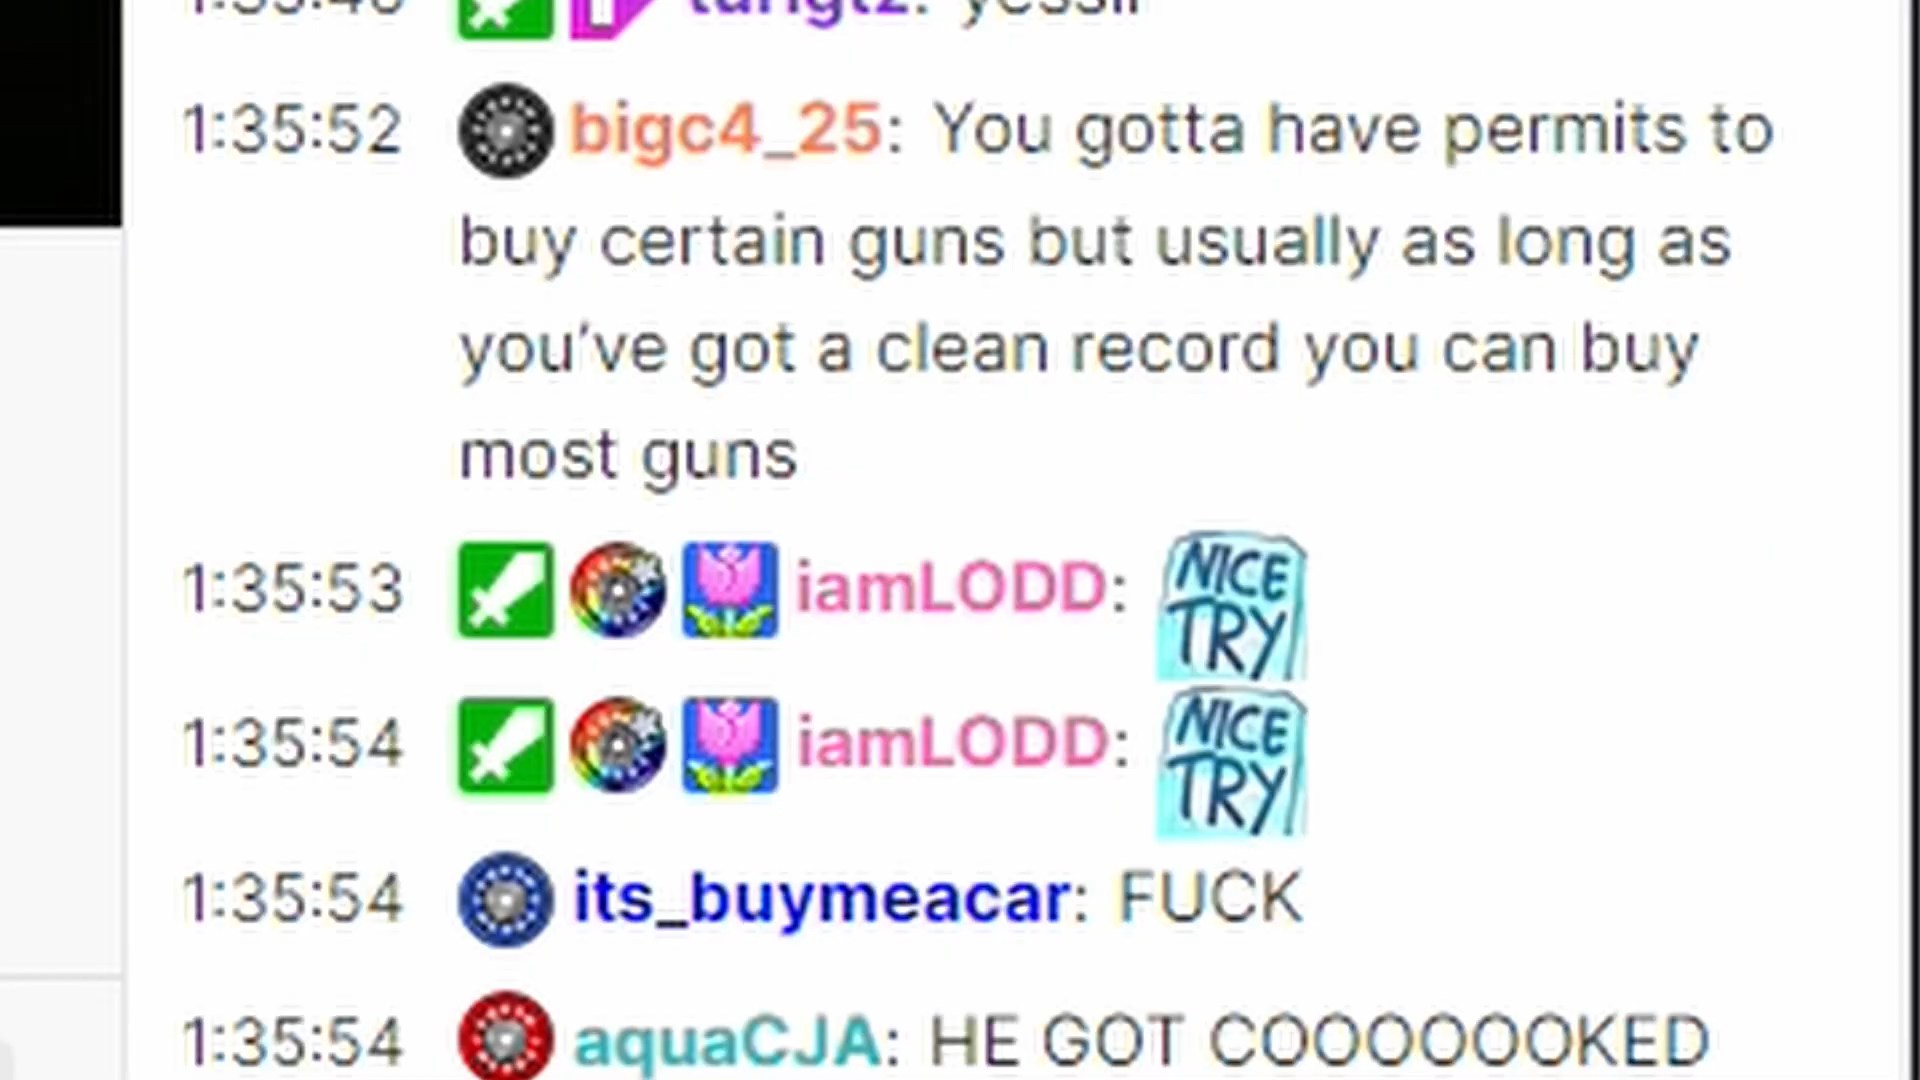 yessir
1:35:52 bigc4_25: You gotta have permits to
buy certain guns but usually as long as
you've got a clean record you can buy
most guns
1:35:53 iamLODD: NICE TRY
1:35:54 iamLODD: NICE TRY
1:35:54 its_buymeacar: FUCK
1:35:54 aquaCJA: HE GOT COOOOOOKED